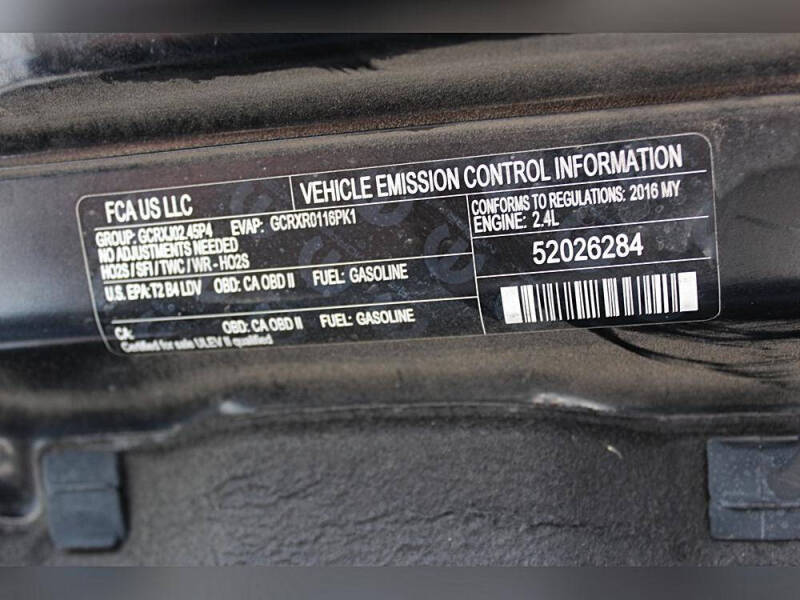 FCA US LLC
VEHICLE EMISSION CONTROL INFORMATION
GROUP: GCRXJ02.45P4 EVAP: GCRXR0116PK1
NO ADJUSTMENTS NEEDED
HO2S / SFI / TWC / WR - HO2S
U.S. EPA: T2 B4 LDV OBD: CA OBD II FUEL: GASOLINE
CA: OBD: CA OBD II FUEL: GASOLINE
Certified for sale ULEV II qualified
CONFORMS TO REGULATIONS: 2016 MY
ENGINE: 2.4L
52026284